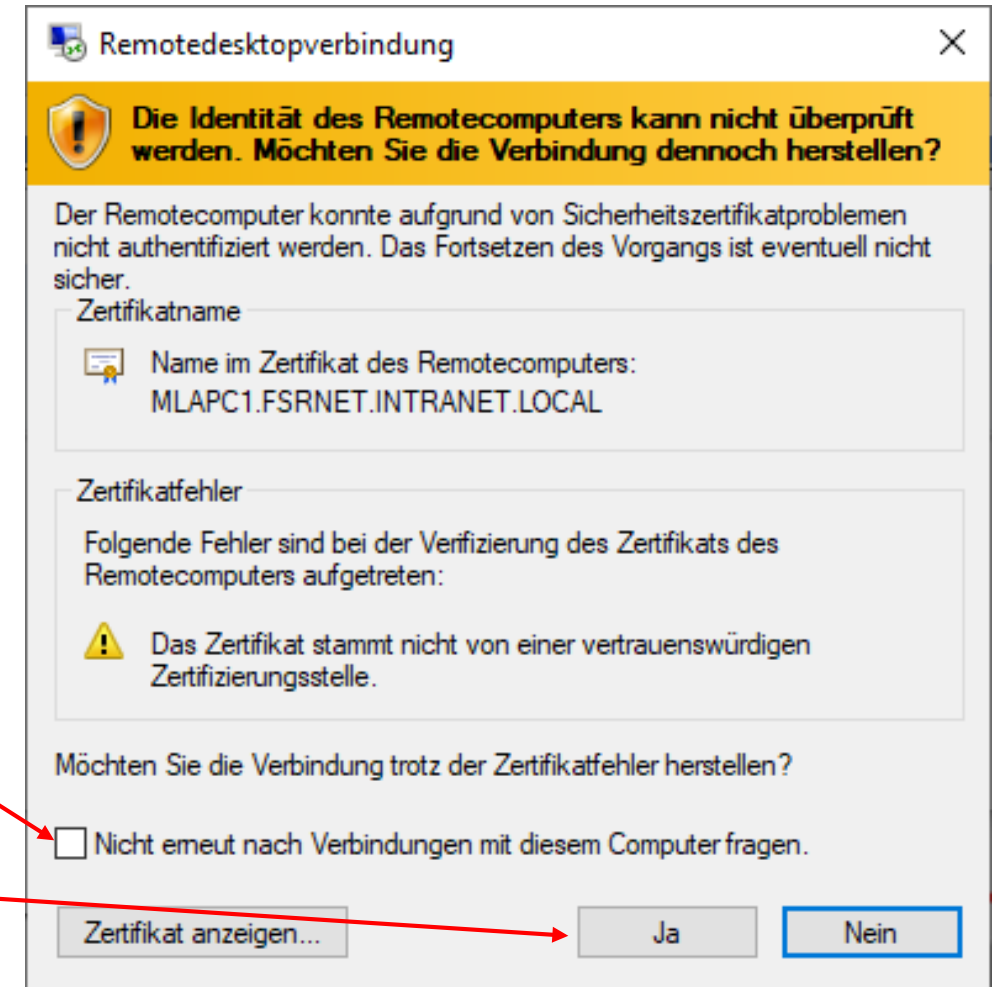 Remotedesktopverbindung
Die Identität des Remotecomputers kann nicht überprüft
werden. Möchten Sie die Verbindung dennoch herstellen?
Der Remotecomputer konnte aufgrund von Sicherheitszertifikatproblemen
nicht authentifiziert werden. Das Fortsetzen des Vorgangs ist eventuell nicht
sicher.
Zertifikatname
Name im Zertifikat des Remotecomputers:
MLAPC1.FSRNET.INTRANET.LOCAL
Zertifikatfehler
Folgende Fehler sind bei der Verifizierung des Zertifikats des
Remotecomputers aufgetreten:
Das Zertifikat stammt nicht von einer vertrauenswürdigen
Zertifizierungsstelle.
Möchten Sie die Verbindung trotz der Zertifikatfehler herstellen?
Nicht erneut nach Verbindungen mit diesem Computer fragen.
Zertifikat anzeigen... Ja Nein